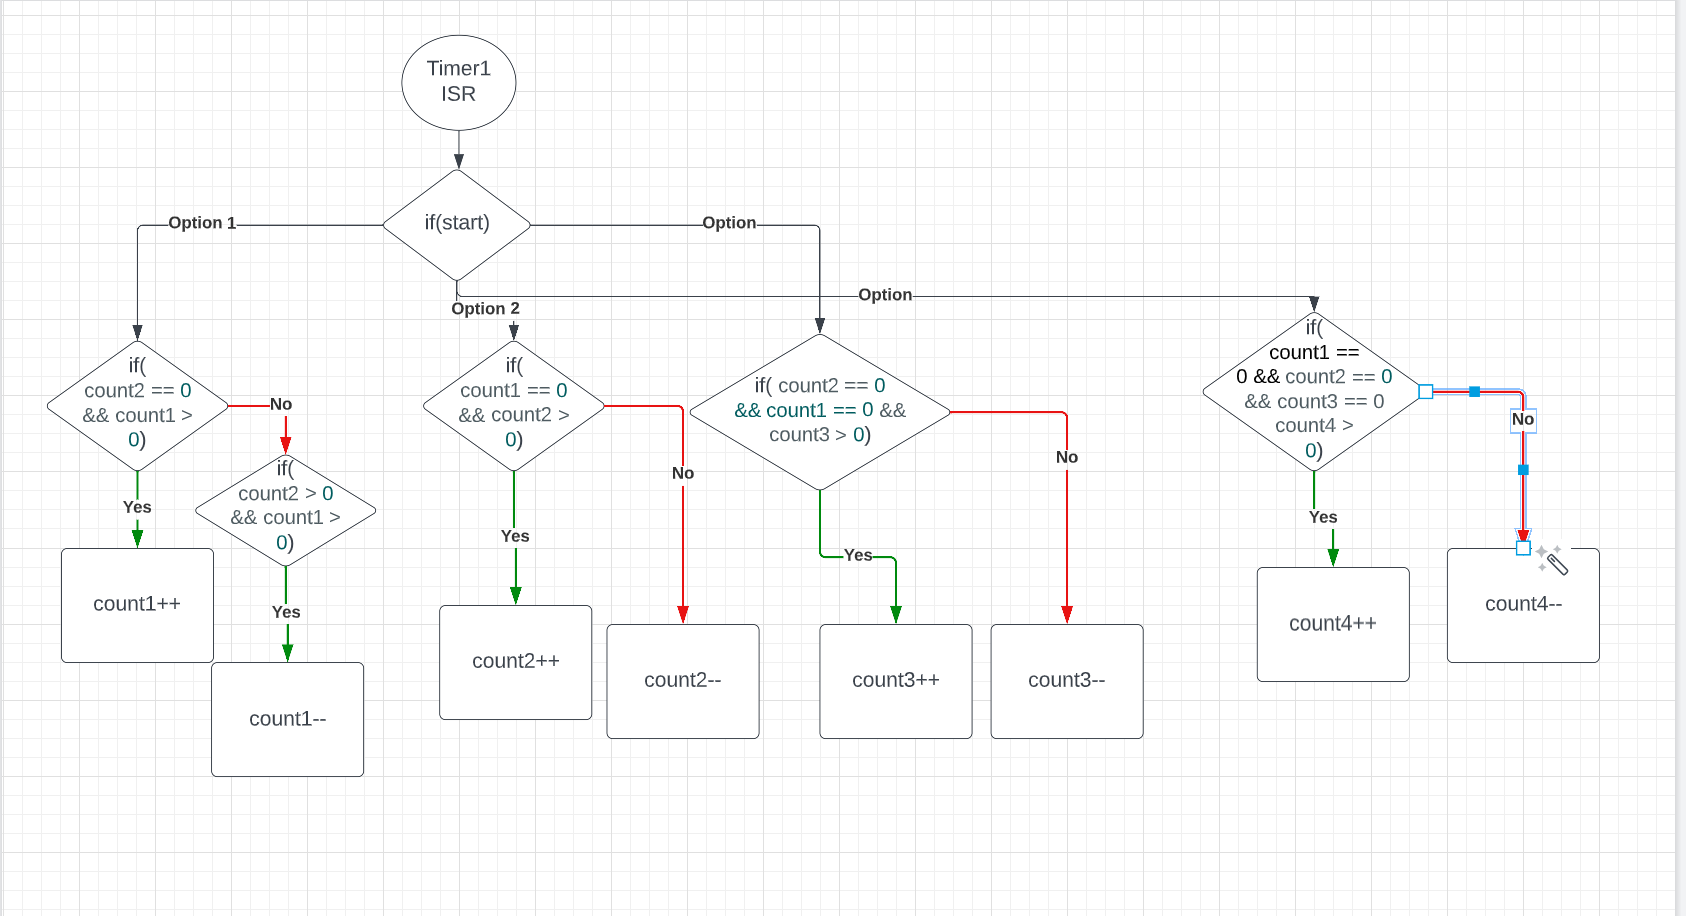 Timer1
ISR
if(start)
Option 1
Option
Option
Option 2
if(
count2 == 0
&& count1 >
0)
No
if(
count2 > 0
&& count1 >
0)
Yes
count1++
Yes
count1--
if(
count1 == 0
&& count2 >
0)
No
Yes
count2++
count2--
if( count2 == 0
&& count1 == 0 &&
count3 > 0)
No
Yes
count3++
count3--
if(
count1 ==
0 && count2 == 0
&& count3 == 0
count4 >
0)
No
Yes
count4++
count4--